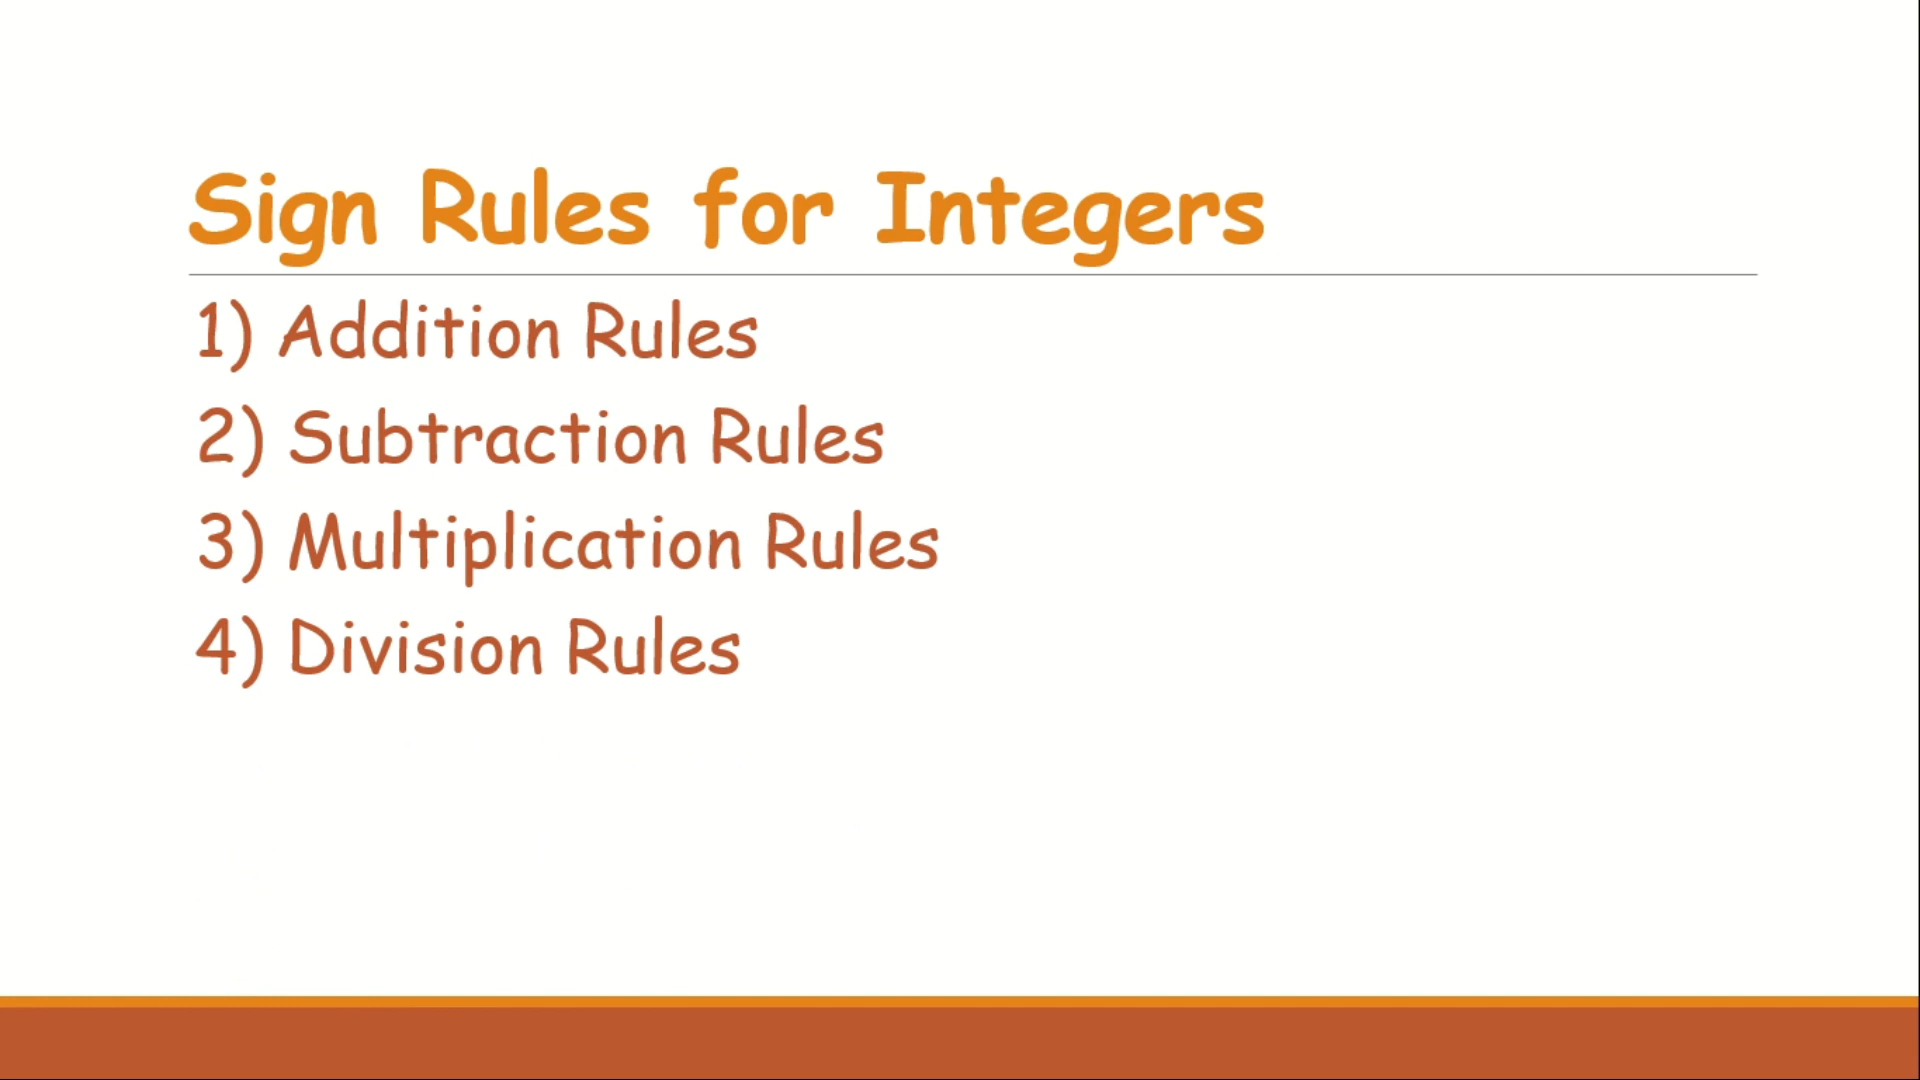 Sign Rules for Integers
1) Addition Rules
2) Subtraction Rules
3) Multiplication Rules
4) Division Rules